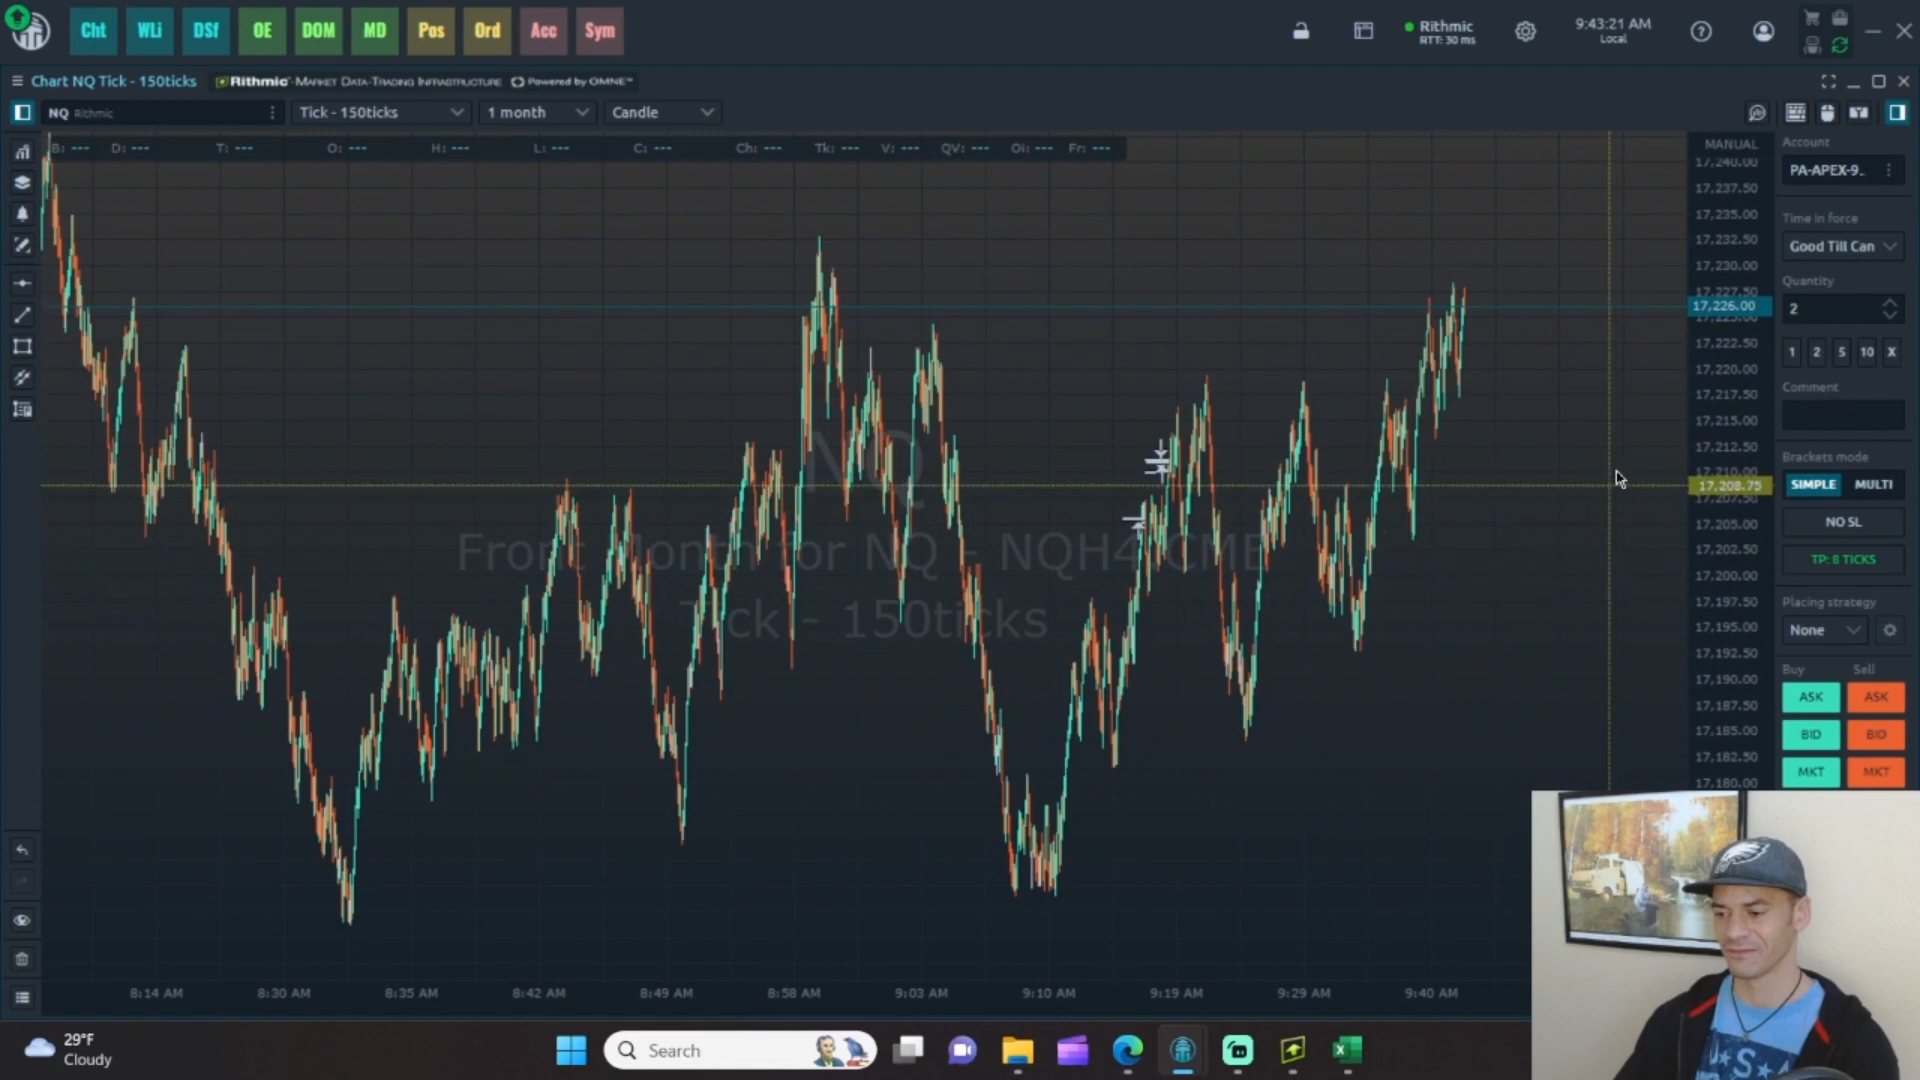 Cht WLi DSf OE DOM MD Pos Ord Acc Sym
Rithmic
RTT: 30 ms
9:43:21 AM
Local
Chart NQ Tick - 150ticks
Rithmic MARKET DATA-TRADING INFRASTRUCTURE Powered by OMNE™
NQ Rithmic Tick - 150ticks 1 month Candle
B: --- D: --- T: --- O: --- H: --- L: --- C: --- Ch: --- Tk: --- V: --- QV: --- OI: --- Fr: ---
MANUAL
17,240.00
17,237.50
17,235.00
17,232.50
17,230.00
17,227.50
17,226.00
17,222.50
17,220.00
17,217.50
17,215.00
17,212.50
17,210.00
17,208.75
17,207.50
17,205.00
17,202.50
17,200.00
17,197.50
17,195.00
17,192.50
17,190.00
17,187.50
17,185.00
17,182.50
17,180.00
NQ
Front Month for NQ - NQH4.CME
Tick - 150ticks
Account
PA-APEX-9..
Time in force
Good Till Can
Quantity
2
1 2 5 10 X
Comment
Brackets mode
SIMPLE MULTI
NO SL
TP: 8 TICKS
Placing strategy
None
Buy Sell
ASK ASK
BID BID
MKT MKT
8:14 AM 8:30 AM 8:35 AM 8:42 AM 8:49 AM 8:58 AM 9:03 AM 9:10 AM 9:19 AM 9:29 AM 9:40 AM
29°F
Cloudy
Search